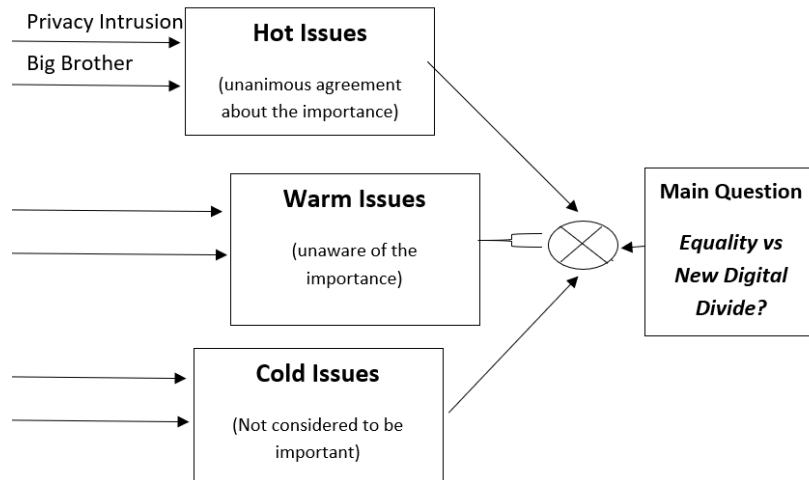 Privacy Intrusion
Big Brother
Hot Issues
(unanimous agreement
about the importance)
Warm Issues
(unaware of the
importance)
Cold Issues
(Not considered to be
important)
Main Question
Equality vs
New Digital
Divide?